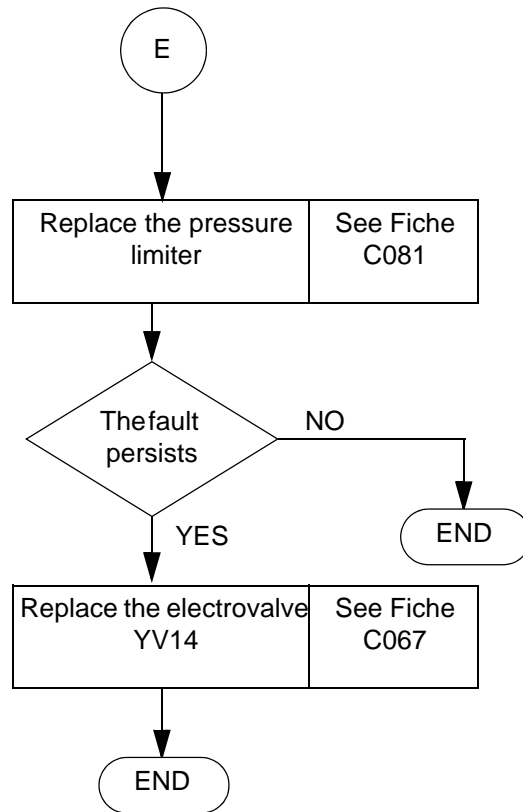 E
Replace the pressure
limiter
See Fiche
C081
Thefault
persists
NO
END
YES
Replace the electrovalve
YV14
See Fiche
C067
END